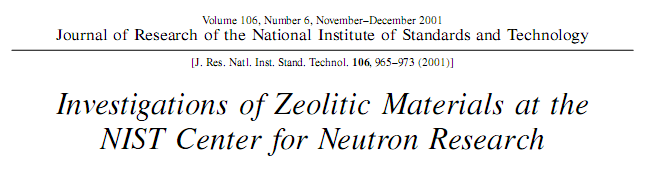 Volume 106, Number 6, November–December 2001
Journal of Research of the National Institute of Standards and Technology
[J. Res. Natl. Inst. Stand. Technol. 106, 965–973 (2001)]
Investigations of Zeolitic Materials at the
NIST Center for Neutron Research